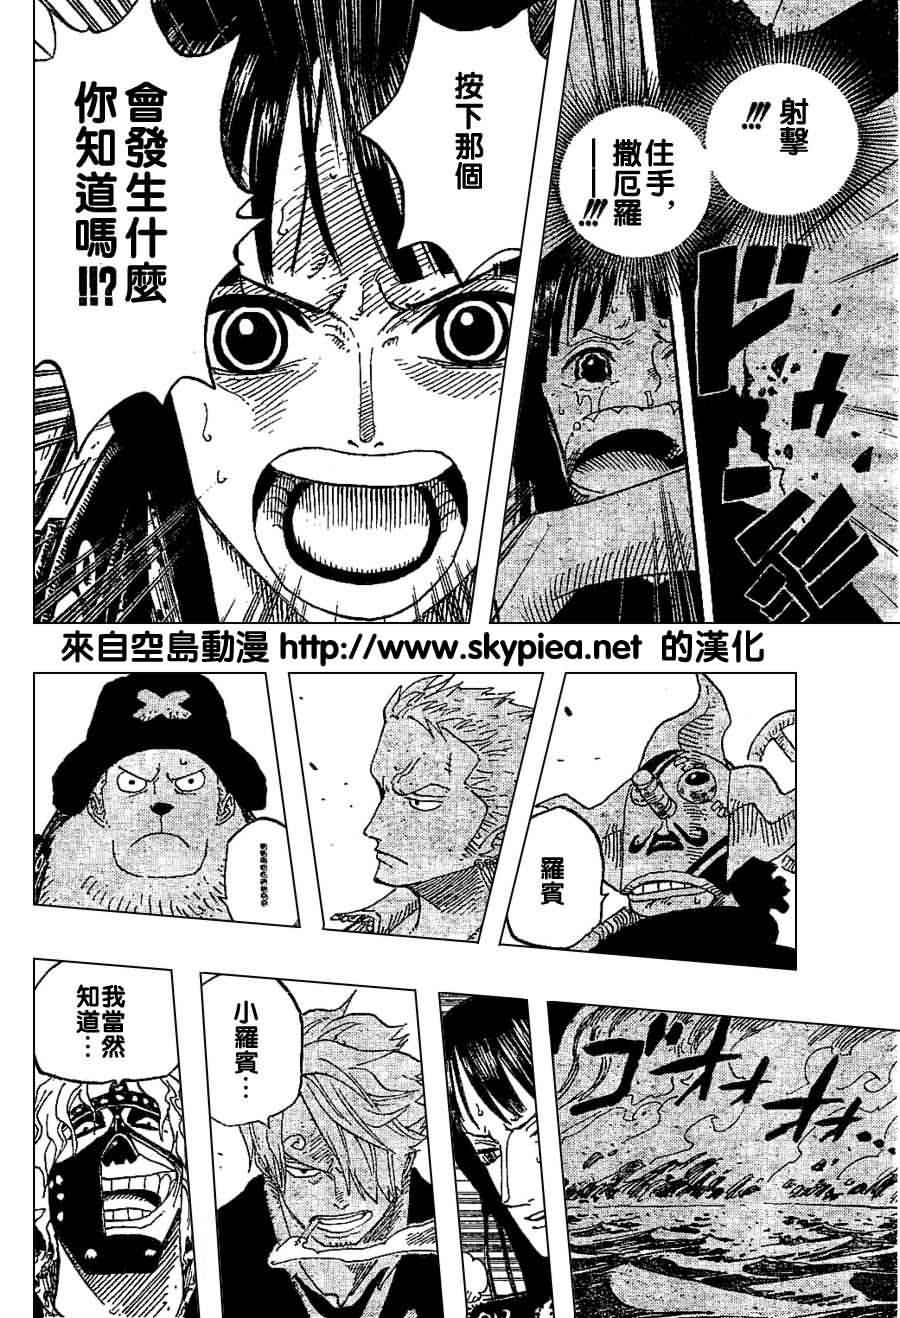 射擊
!!!
住手，
撒厄羅
——!!!
ドカ
ン
按下那個
會發生什麼
你知道嗎!!?
來自空島動漫 http://www.skypiea.net 的漢化
羅賓
ゴオオオ
小羅賓…
我當然
知道…